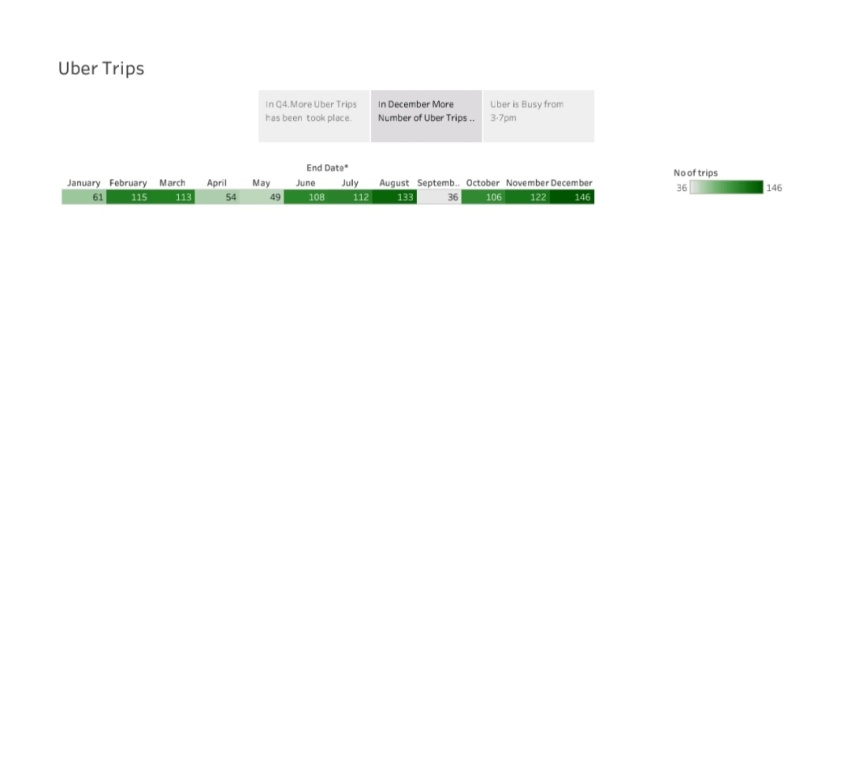 Uber Trips
In Q4.More Uber Trips
has been took place.
In December More
Number of Uber Trips ..
Uber is Busy from
3-7pm
End Date*
January February March April May June July August Septemb.. October November December
61 115 113 54 49 108 112 133 36 106 122 146
No of trips
36 146